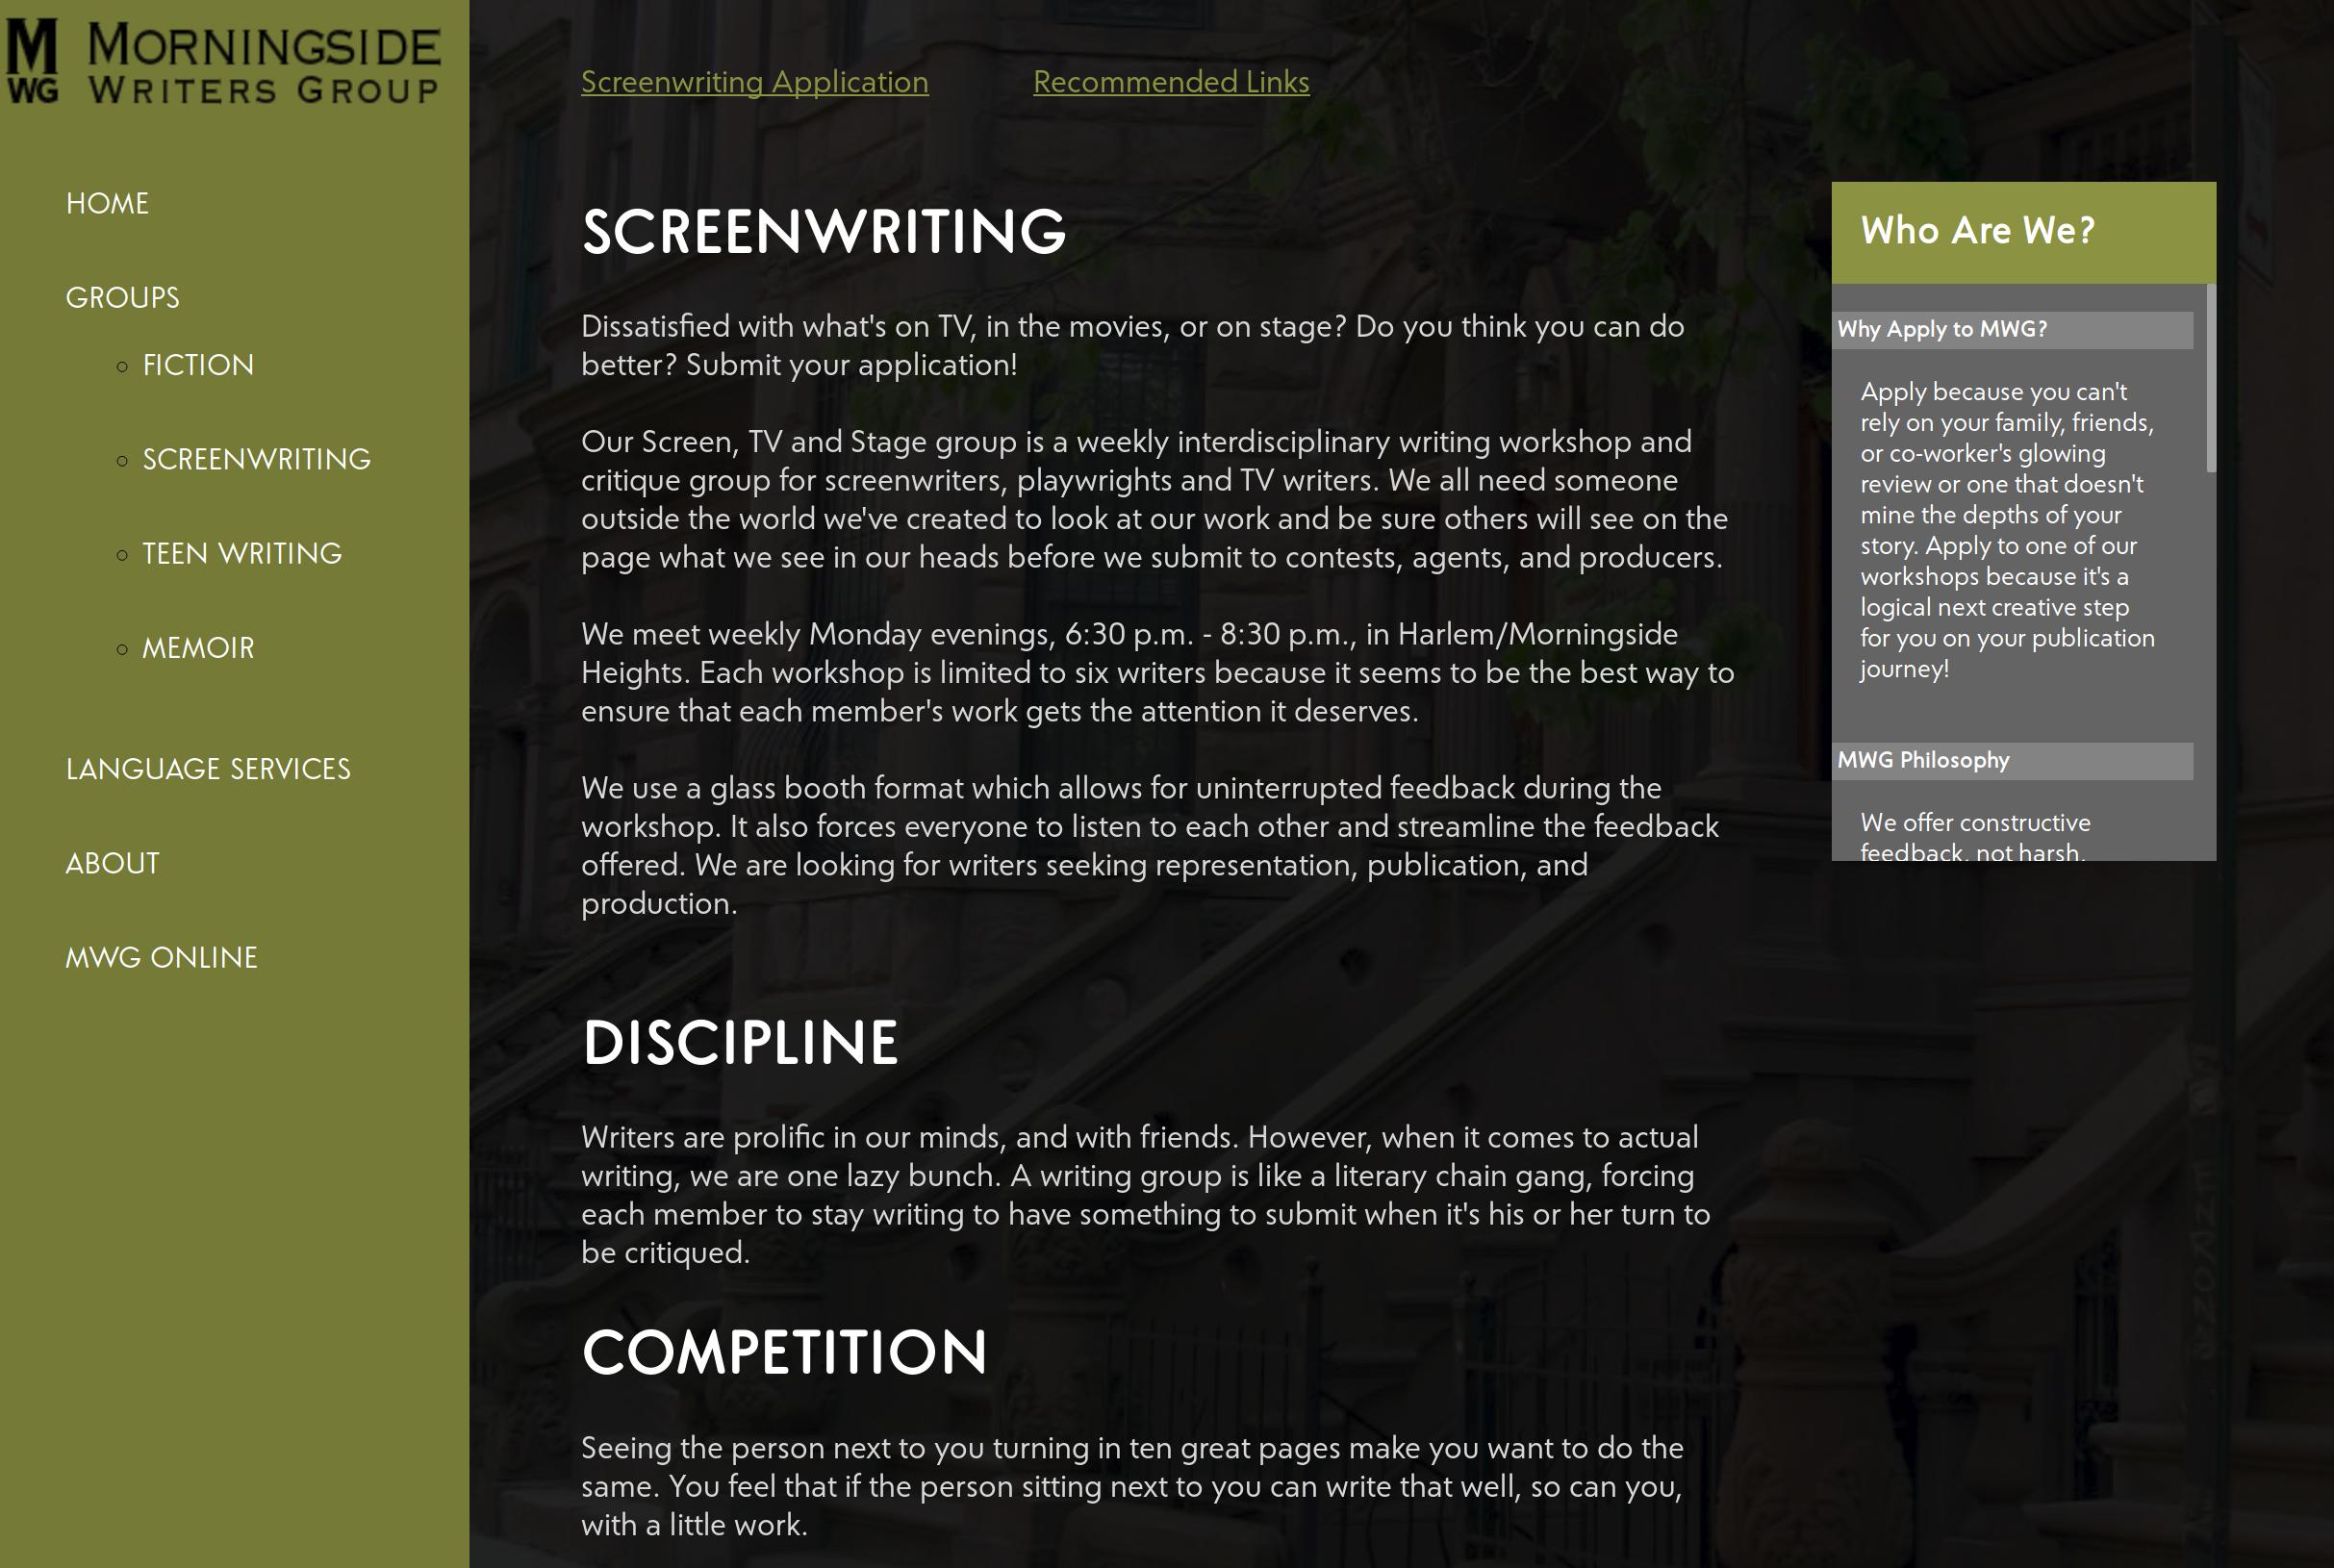 M
WG
MORNINGSIDE
WRITERS GROUP
HOME
GROUPS
FICTION
SCREENWRITING
TEEN WRITING
MEMOIR
LANGUAGE SERVICES
ABOUT
MWG ONLINE
Screenwriting Application
Recommended Links
SCREENWRITING
Dissatisfied with what's on TV, in the movies, or on stage? Do you think you can do
better? Submit your application!
Our Screen, TV and Stage group is a weekly interdisciplinary writing workshop and
critique group for screenwriters, playwrights and TV writers. We all need someone
outside the world we've created to look at our work and be sure others will see on the
page what we see in our heads before we submit to contests, agents, and producers.
We meet weekly Monday evenings, 6:30 p.m. - 8:30 p.m., in Harlem/Morningside
Heights. Each workshop is limited to six writers because it seems to be the best way to
ensure that each member's work gets the attention it deserves.
We use a glass booth format which allows for uninterrupted feedback during the
workshop. It also forces everyone to listen to each other and streamline the feedback
offered. We are looking for writers seeking representation, publication, and
production.
DISCIPLINE
Writers are prolific in our minds, and with friends. However, when it comes to actual
writing, we are one lazy bunch. A writing group is like a literary chain gang, forcing
each member to stay writing to have something to submit when it's his or her turn to
be critiqued.
COMPETITION
Seeing the person next to you turning in ten great pages make you want to do the
same. You feel that if the person sitting next to you can write that well, so can you,
with a little work.
Who Are We?
Why Apply to MWG?
Apply because you can't
rely on your family, friends,
or co-worker's glowing
review or one that doesn't
mine the depths of your
story. Apply to one of our
workshops because it's a
logical next creative step
for you on your publication
journey!
MWG Philosophy
We offer constructive
feedback, not harsh,